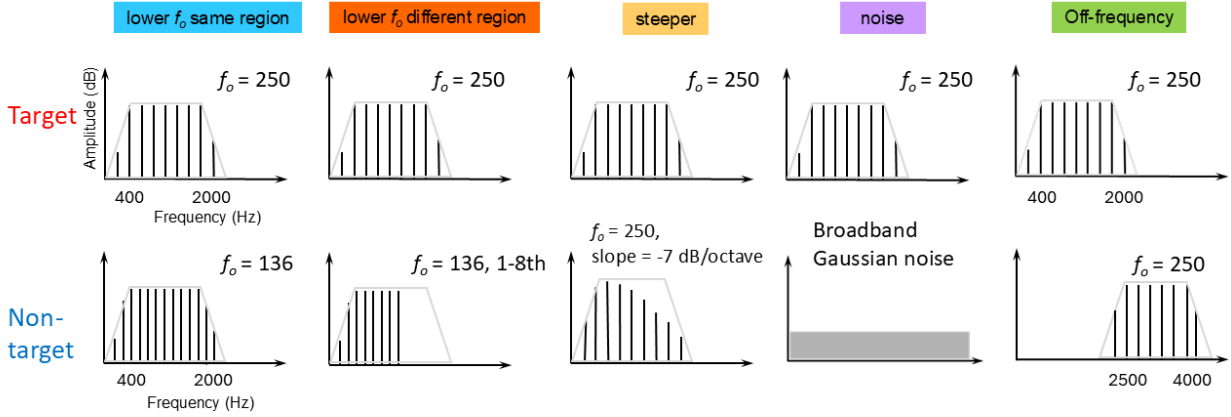 lower fo same region
lower fo different region
steeper
noise
Off-frequency
Target
Amplitude (dB)
fo = 250
fo = 250
fo = 250
fo = 250
fo = 250
400 2000
Frequency (Hz)
400 2000
Non-
target
fo = 136
fo = 136, 1-8th
fo = 250,
slope = -7 dB/octave
Broadband
Gaussian noise
fo = 250
400 2000
Frequency (Hz)
2500 4000